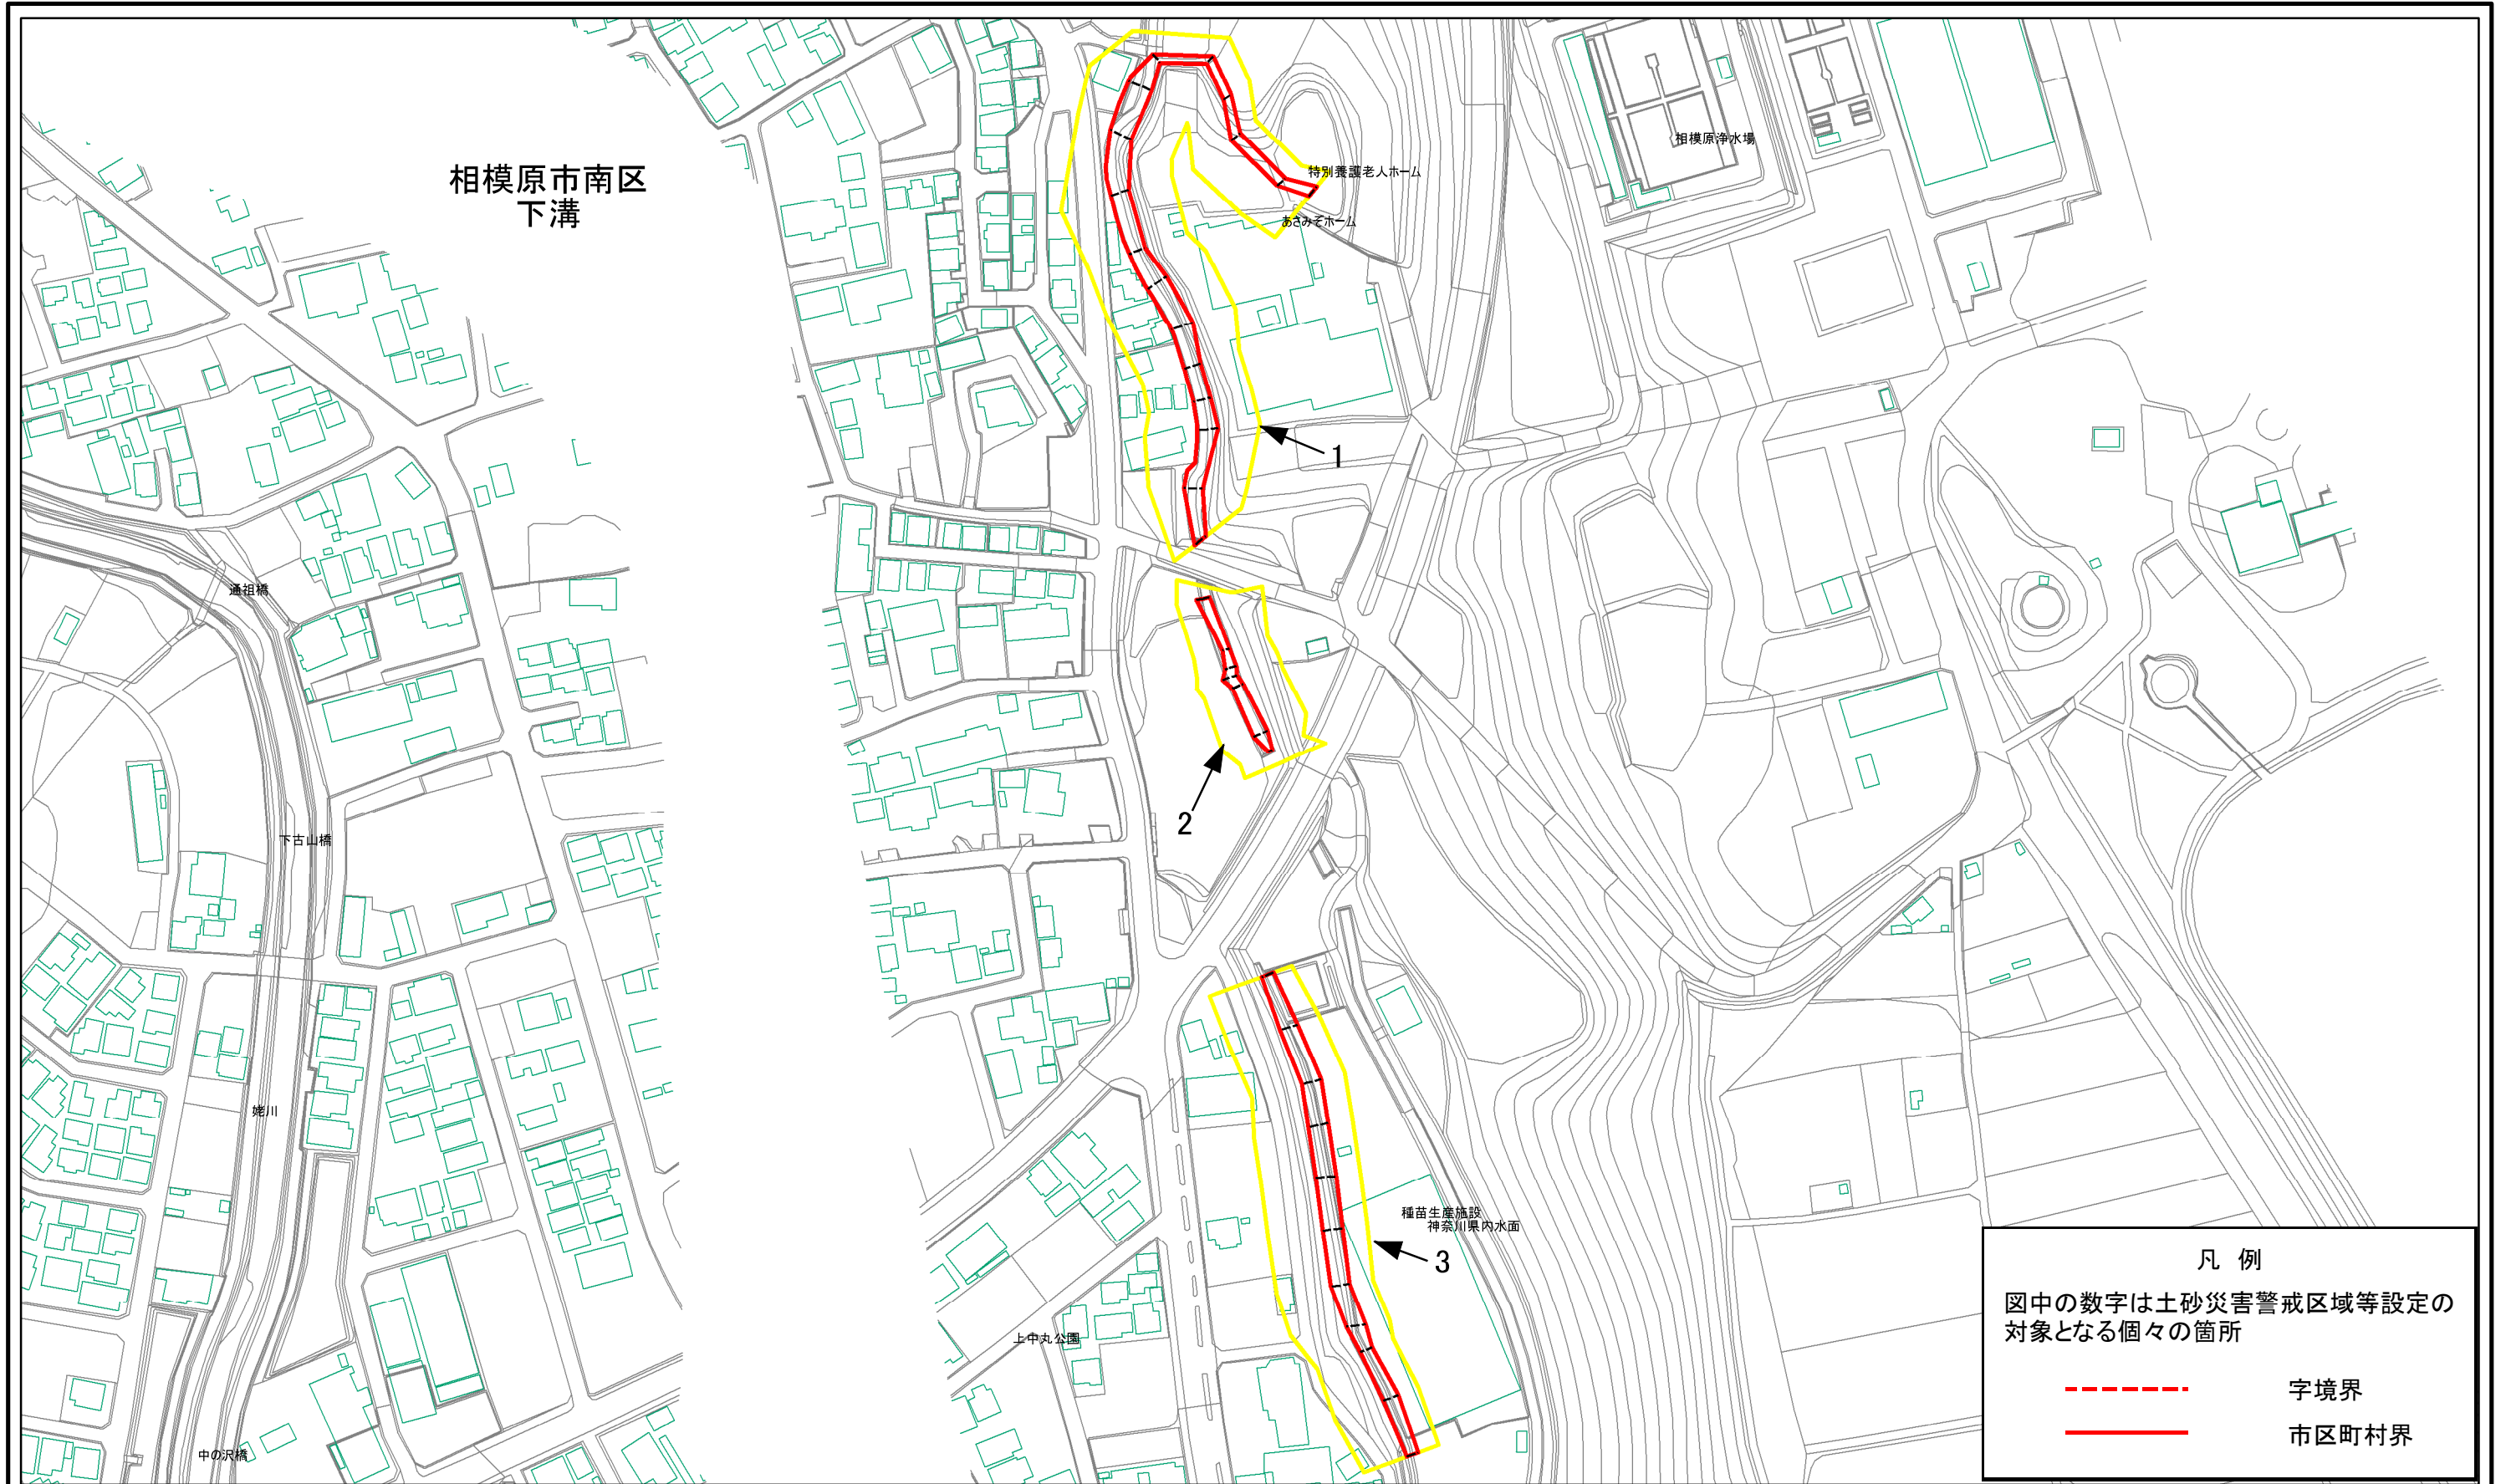 相模原市南区
下溝
相模原浄水場
特別養護老人ホーム
あさみぞホーム
1
通祖橋
2
下古山橋
姥川
種苗生産施設
神奈川県内水面
3
上中丸公園
中の沢橋
凡 例
図中の数字は土砂災害警戒区域等設定の
対象となる個々の箇所
字境界
市区町村界